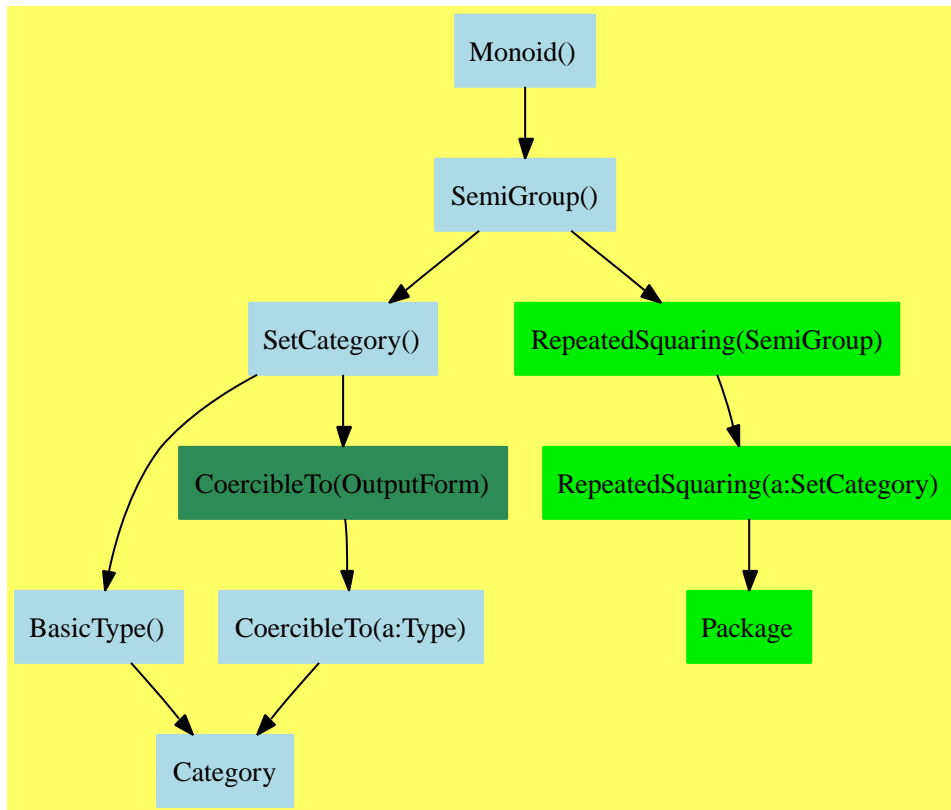 Monoid()
SemiGroup()
SetCategory()
RepeatedSquaring(SemiGroup)
CoercibleTo(OutputForm)
RepeatedSquaring(a:SetCategory)
BasicType()
CoercibleTo(a:Type)
Package
Category